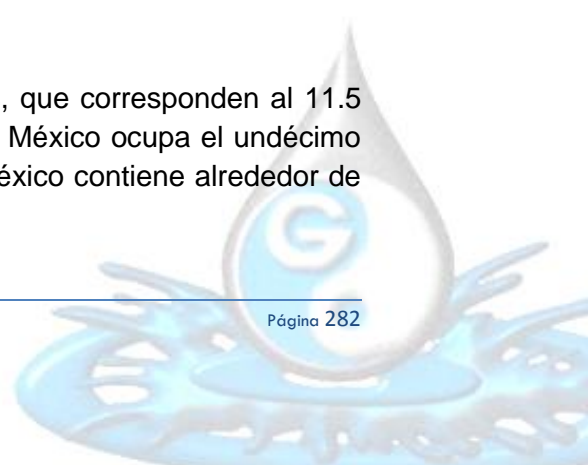 , que corresponden al 11.5
México ocupa el undécimo
éxico contiene alrededor de
G
Página 282